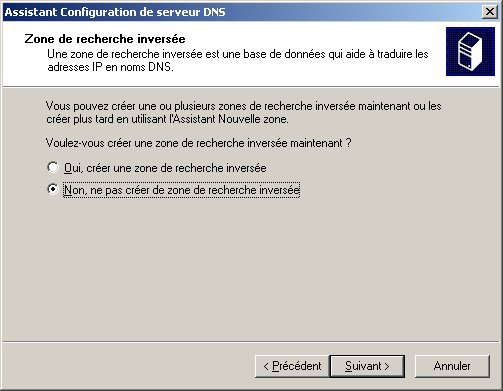 Assistant Configuration de serveur DNS
Zone de recherche inversée
Une zone de recherche inversée est une base de données qui aide à traduire les
adresses IP en noms DNS.
Vous pouvez créer une ou plusieurs zones de recherche inversée maintenant ou les
créer plus tard en utilisant l'Assistant Nouvelle zone.
Voulez-vous créer une zone de recherche inversée maintenant ?
Oui, créer une zone de recherche inversée
Non, ne pas créer de zone de recherche inversée
< Précédent Suivant > Annuler